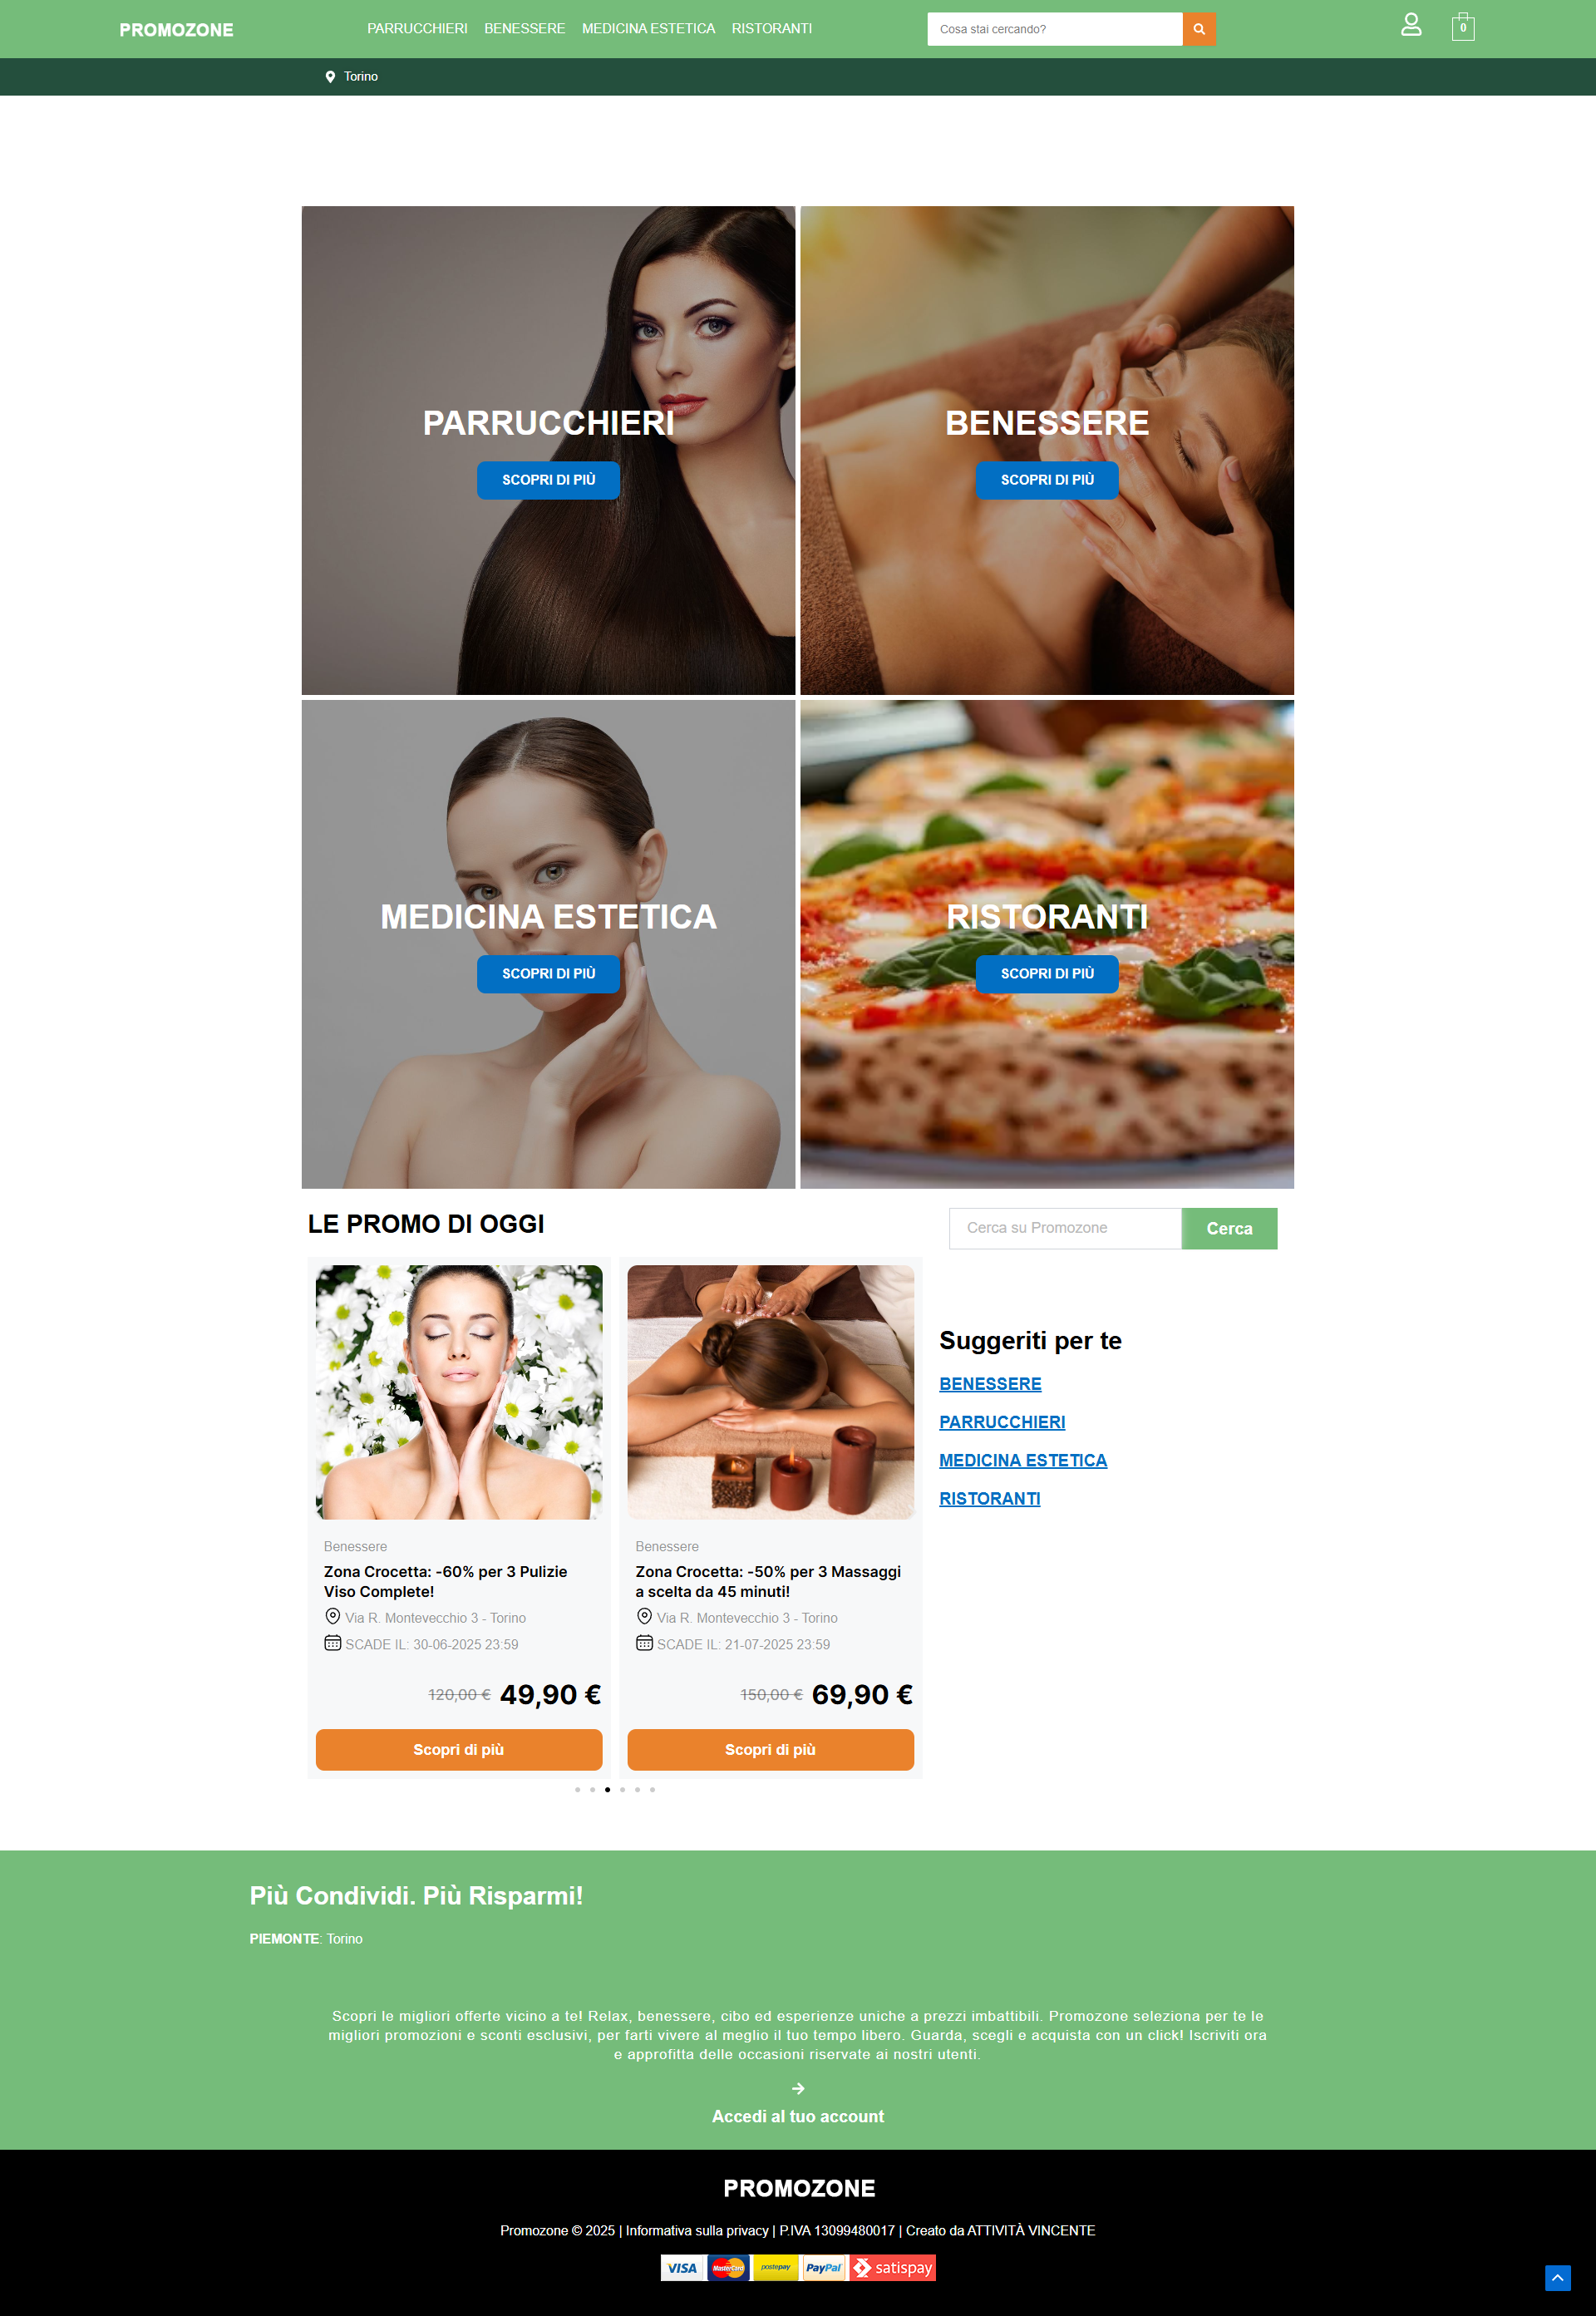 PROMOZONE
PARRUCCHIERI BENESSERE MEDICINA ESTETICA RISTORANTI
Cosa stai cercando?
0
Torino
PARRUCCHIERI
SCOPRI DI PIÙ
BENESSERE
SCOPRI DI PIÙ
MEDICINA ESTETICA
SCOPRI DI PIÙ
RISTORANTI
SCOPRI DI PIÙ
LE PROMO DI OGGI
Cerca su Promozone
Cerca
Benessere
Zona Crocetta: -60% per 3 Pulizie
Viso Complete!
Via R. Montevecchio 3 - Torino
SCADE IL: 30-06-2025 23:59
120,00 € 49,90 €
Scopri di più
Benessere
Zona Crocetta: -50% per 3 Massaggi
a scelta da 45 minuti!
Via R. Montevecchio 3 - Torino
SCADE IL: 21-07-2025 23:59
150,00 € 69,90 €
Scopri di più
Suggeriti per te
BENESSERE
PARRUCCHIERI
MEDICINA ESTETICA
RISTORANTI
Più Condividi. Più Risparmi!
PIEMONTE: Torino
Scopri le migliori offerte vicino a te! Relax, benessere, cibo ed esperienze uniche a prezzi imbattibili. Promozone seleziona per te le
migliori promozioni e sconti esclusivi, per farti vivere al meglio il tuo tempo libero. Guarda, scegli e acquista con un click! Iscriviti ora
e approfitta delle occasioni riservate ai nostri utenti.
Accedi al tuo account
PROMOZONE
Promozone © 2025 | Informativa sulla privacy | P.IVA 13099480017 | Creato da ATTIVITÀ VINCENTE
VISA MasterCard postepay PayPal satispay